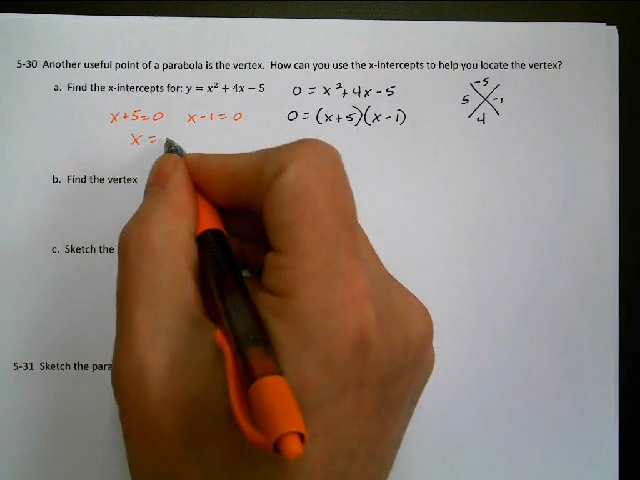 5-30 Another useful point of a parabola is the vertex. How can you use the x-intercepts to help you locate the vertex?
a. Find the x-intercepts for: y = x² + 4x − 5
0 = x² + 4x - 5
-5
5 -1
4
x+5=0 x-1=0
0 = (x+5)(x-1)
x =
b. Find the vertex
c. Sketch the
5-31 Sketch the para